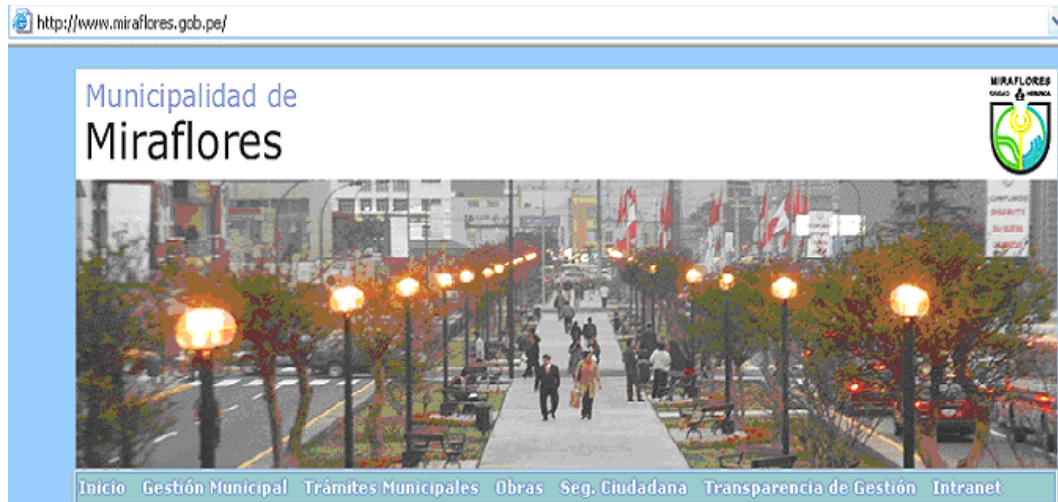 http://www.miraflores.gob.pe/
Municipalidad de
Miraflores
MIRAFLORES
Inicio Gestión Municipal Trámites Municipales Obras Seg. Ciudadana Transparencia de Gestión Intranet